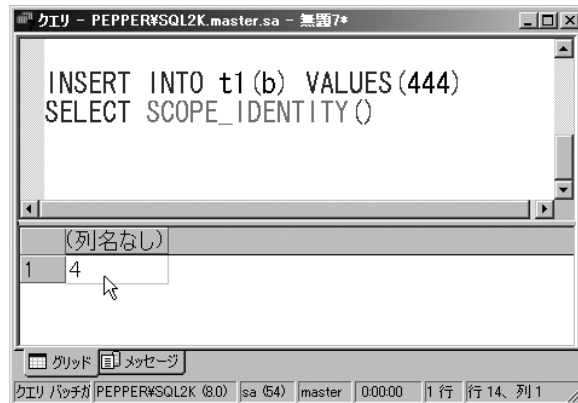 クエリ - PEPPER¥SQL2K.master.sa - 無題7*
INSERT INTO t1(b) VALUES(444)
SELECT SCOPE_IDENTITY()
(列名なし)
1 4
グリッド メッセージ
クエリ バッチガ PEPPER¥SQL2K (8.0) sa (54) master 0:00:00 1 行 行 14、列 1